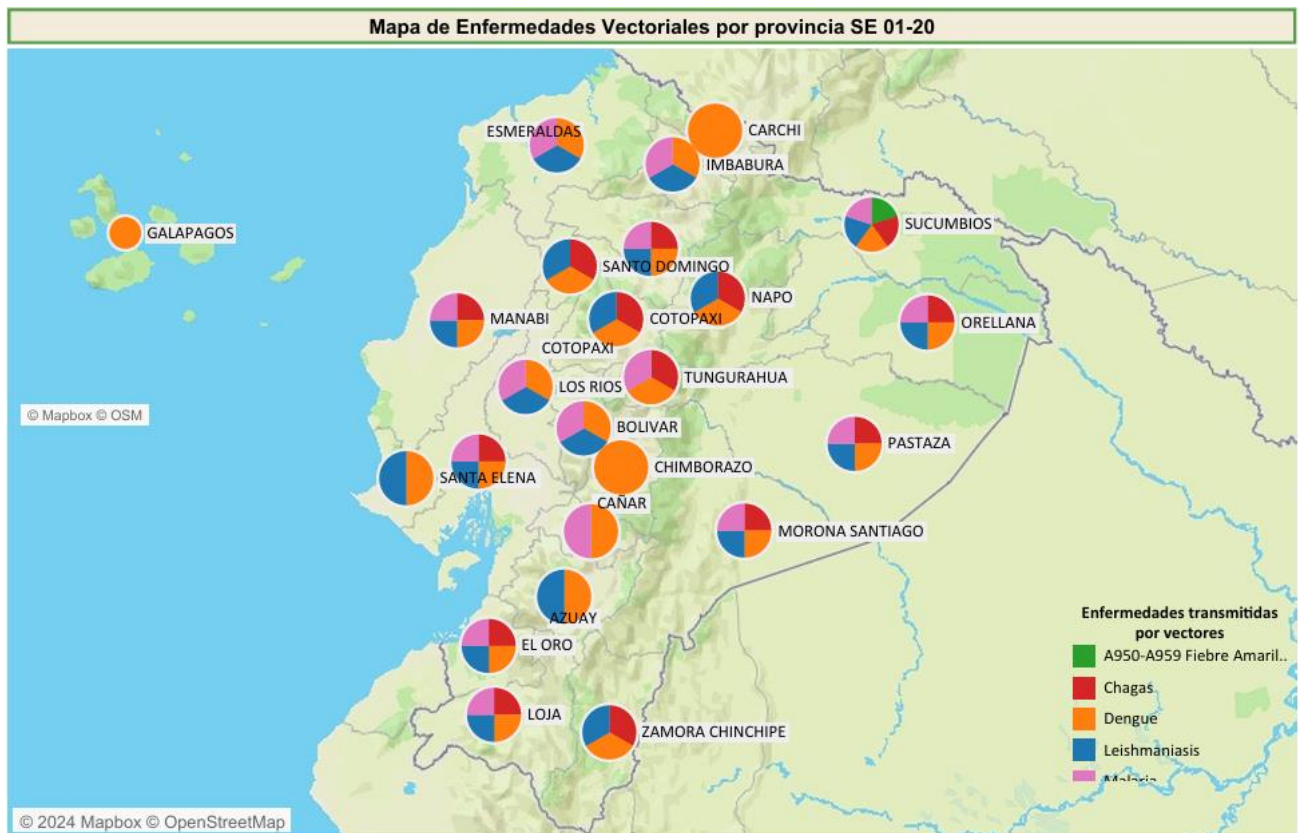 Mapa de Enfermedades Vectoriales por provincia SE 01-20
ESMERALDAS
CARCHI
IMBABURA
GALAPAGOS
SUCUMBIOS
SANTO DOMINGO
NAPO
MANABI
COTOPAXI
ORELLANA
COTOPAXI
TUNGURAHUA
LOS RIOS
© Mapbox © OSM
BOLIVAR
PASTAZA
CHIMBORAZO
SANTA ELENA
CAÑAR
MORONA SANTIAGO
AZUAY
EL ORO
LOJA
ZAMORA CHINCHIPE
Enfermedades transmitidas
por vectores
A950-A959 Fiebre Amaril..
Chagas
Dengue
Leishmaniasis
Malaria
© 2024 Mapbox © OpenStreetMap